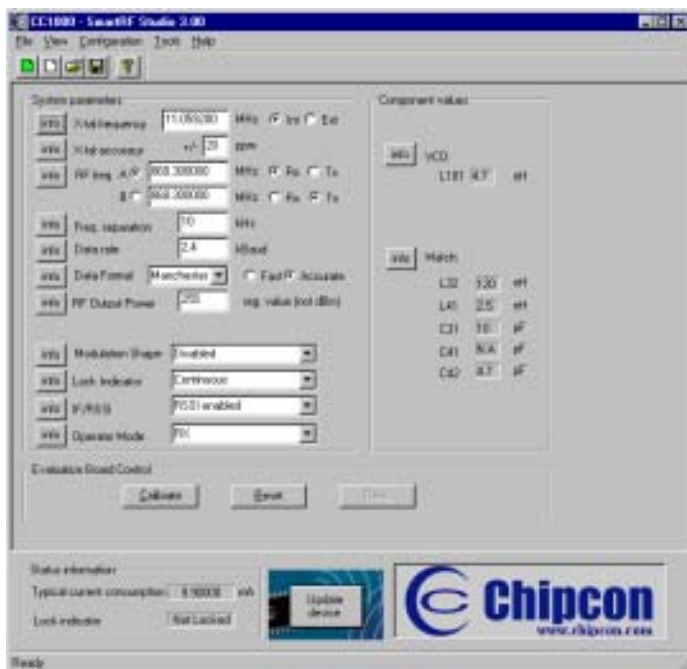 CC1000 - SmartRF Studio 3.00
File View Configuration Tools Help
System parameters
info X-tal frequency 11.059200 MHz Int Ext
info X-tal accuracy +/- 20 ppm
info RF freq. A 868.300000 MHz Rx Tx
B 868.300000 MHz Rx Tx
info Freq. separation 10 kHz
info Data rate 2.4 kBaud
info Data Format Manchester Fast Accurate
info RF Output Power 255 reg. value (not dBm)
info Modulation Shape Disabled
info Lock Indicator Continuous
info IF/RSSI RSSI enabled
info Operator Mode RX
Component values
info VCO
L101 4.7 nH
info Match
L32 120 nH
L41 2.5 nH
C31 10 pF
C41 N.A. pF
C42 4.7 pF
Evaluation Board Control
Calibrate Reset
Status information
Typical current consumption mA
Lock indicator Not Locked
Update device
Chipcon
www.chipcon.com
Ready